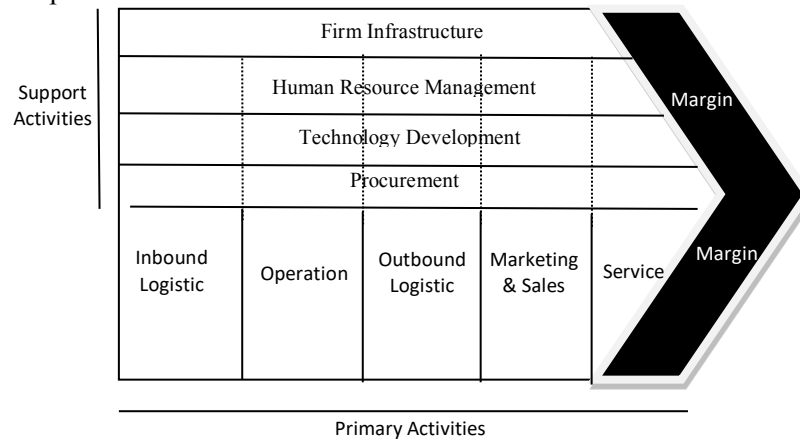 Firm Infrastructure
Support
Activities
Human Resource Management
Technology Development
Procurement
Margin
Margin
Inbound
Logistic
Operation
Outbound
Logistic
Marketing
& Sales
Service
Primary Activities